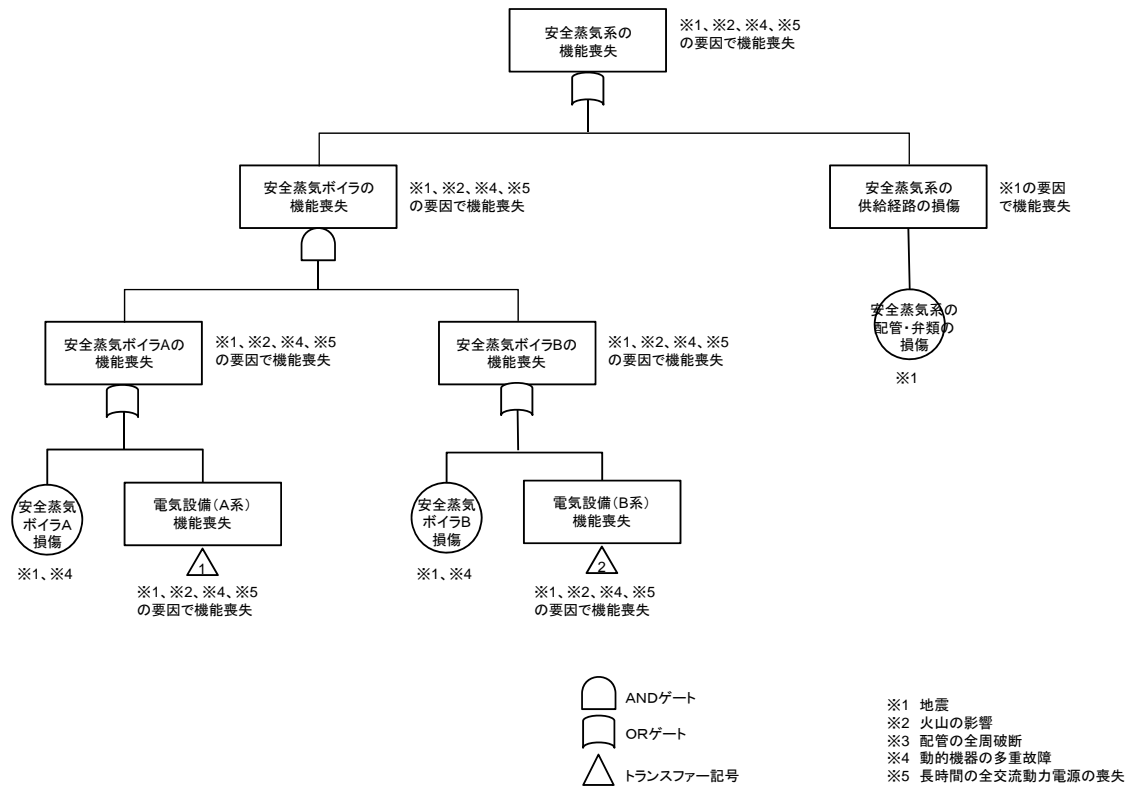 安全蒸気系の
機能喪失
※1、※2、※4、※5
の要因で機能喪失
安全蒸気ボイラの
機能喪失
※1、※2、※4、※5
の要因で機能喪失
安全蒸気系の
供給経路の損傷
※1の要因
で機能喪失
安全蒸気ボイラAの
機能喪失
※1、※2、※4、※5
の要因で機能喪失
安全蒸気ボイラBの
機能喪失
※1、※2、※4、※5
の要因で機能喪失
安全蒸気系の
配管・弁類の
損傷
※1
安全蒸気
ボイラA
損傷
※1、※4
電気設備(A系)
機能喪失
1
※1、※2、※4、※5
の要因で機能喪失
安全蒸気
ボイラB
損傷
※1、※4
電気設備(B系)
機能喪失
2
※1、※2、※4、※5
の要因で機能喪失
ANDゲート
ORゲート
トランスファー記号
※1 地震
※2 火山の影響
※3 配管の全周破断
※4 動的機器の多重故障
※5 長時間の全交流動力電源の喪失